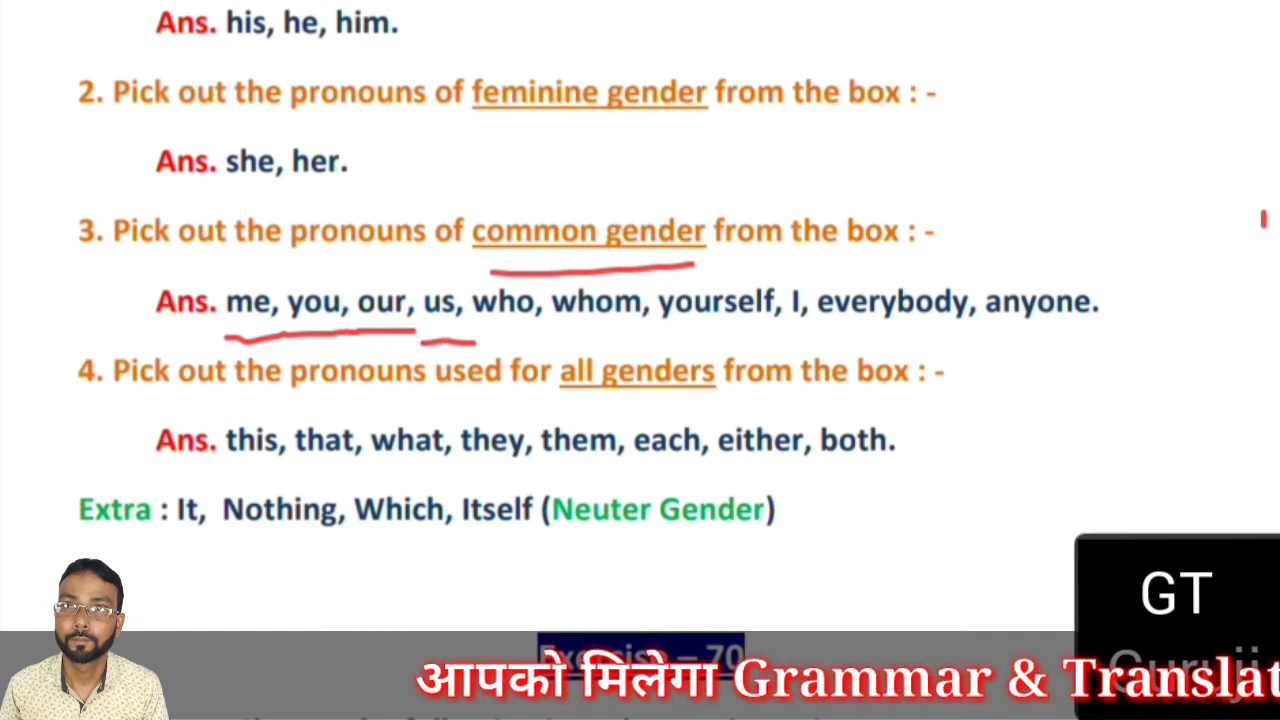 Ans. his, he, him.
2. Pick out the pronouns of feminine gender from the box : -
Ans. she, her.
3. Pick out the pronouns of common gender from the box : -
Ans. me, you, our, us, who, whom, yourself, I, everybody, anyone.
4. Pick out the pronouns used for all genders from the box : -
Ans. this, that, what, they, them, each, either, both.
Extra : It, Nothing, Which, Itself (Neuter Gender)
GT
Guruji
Exercise – 70
आपको मिलेगा Grammar & Translat